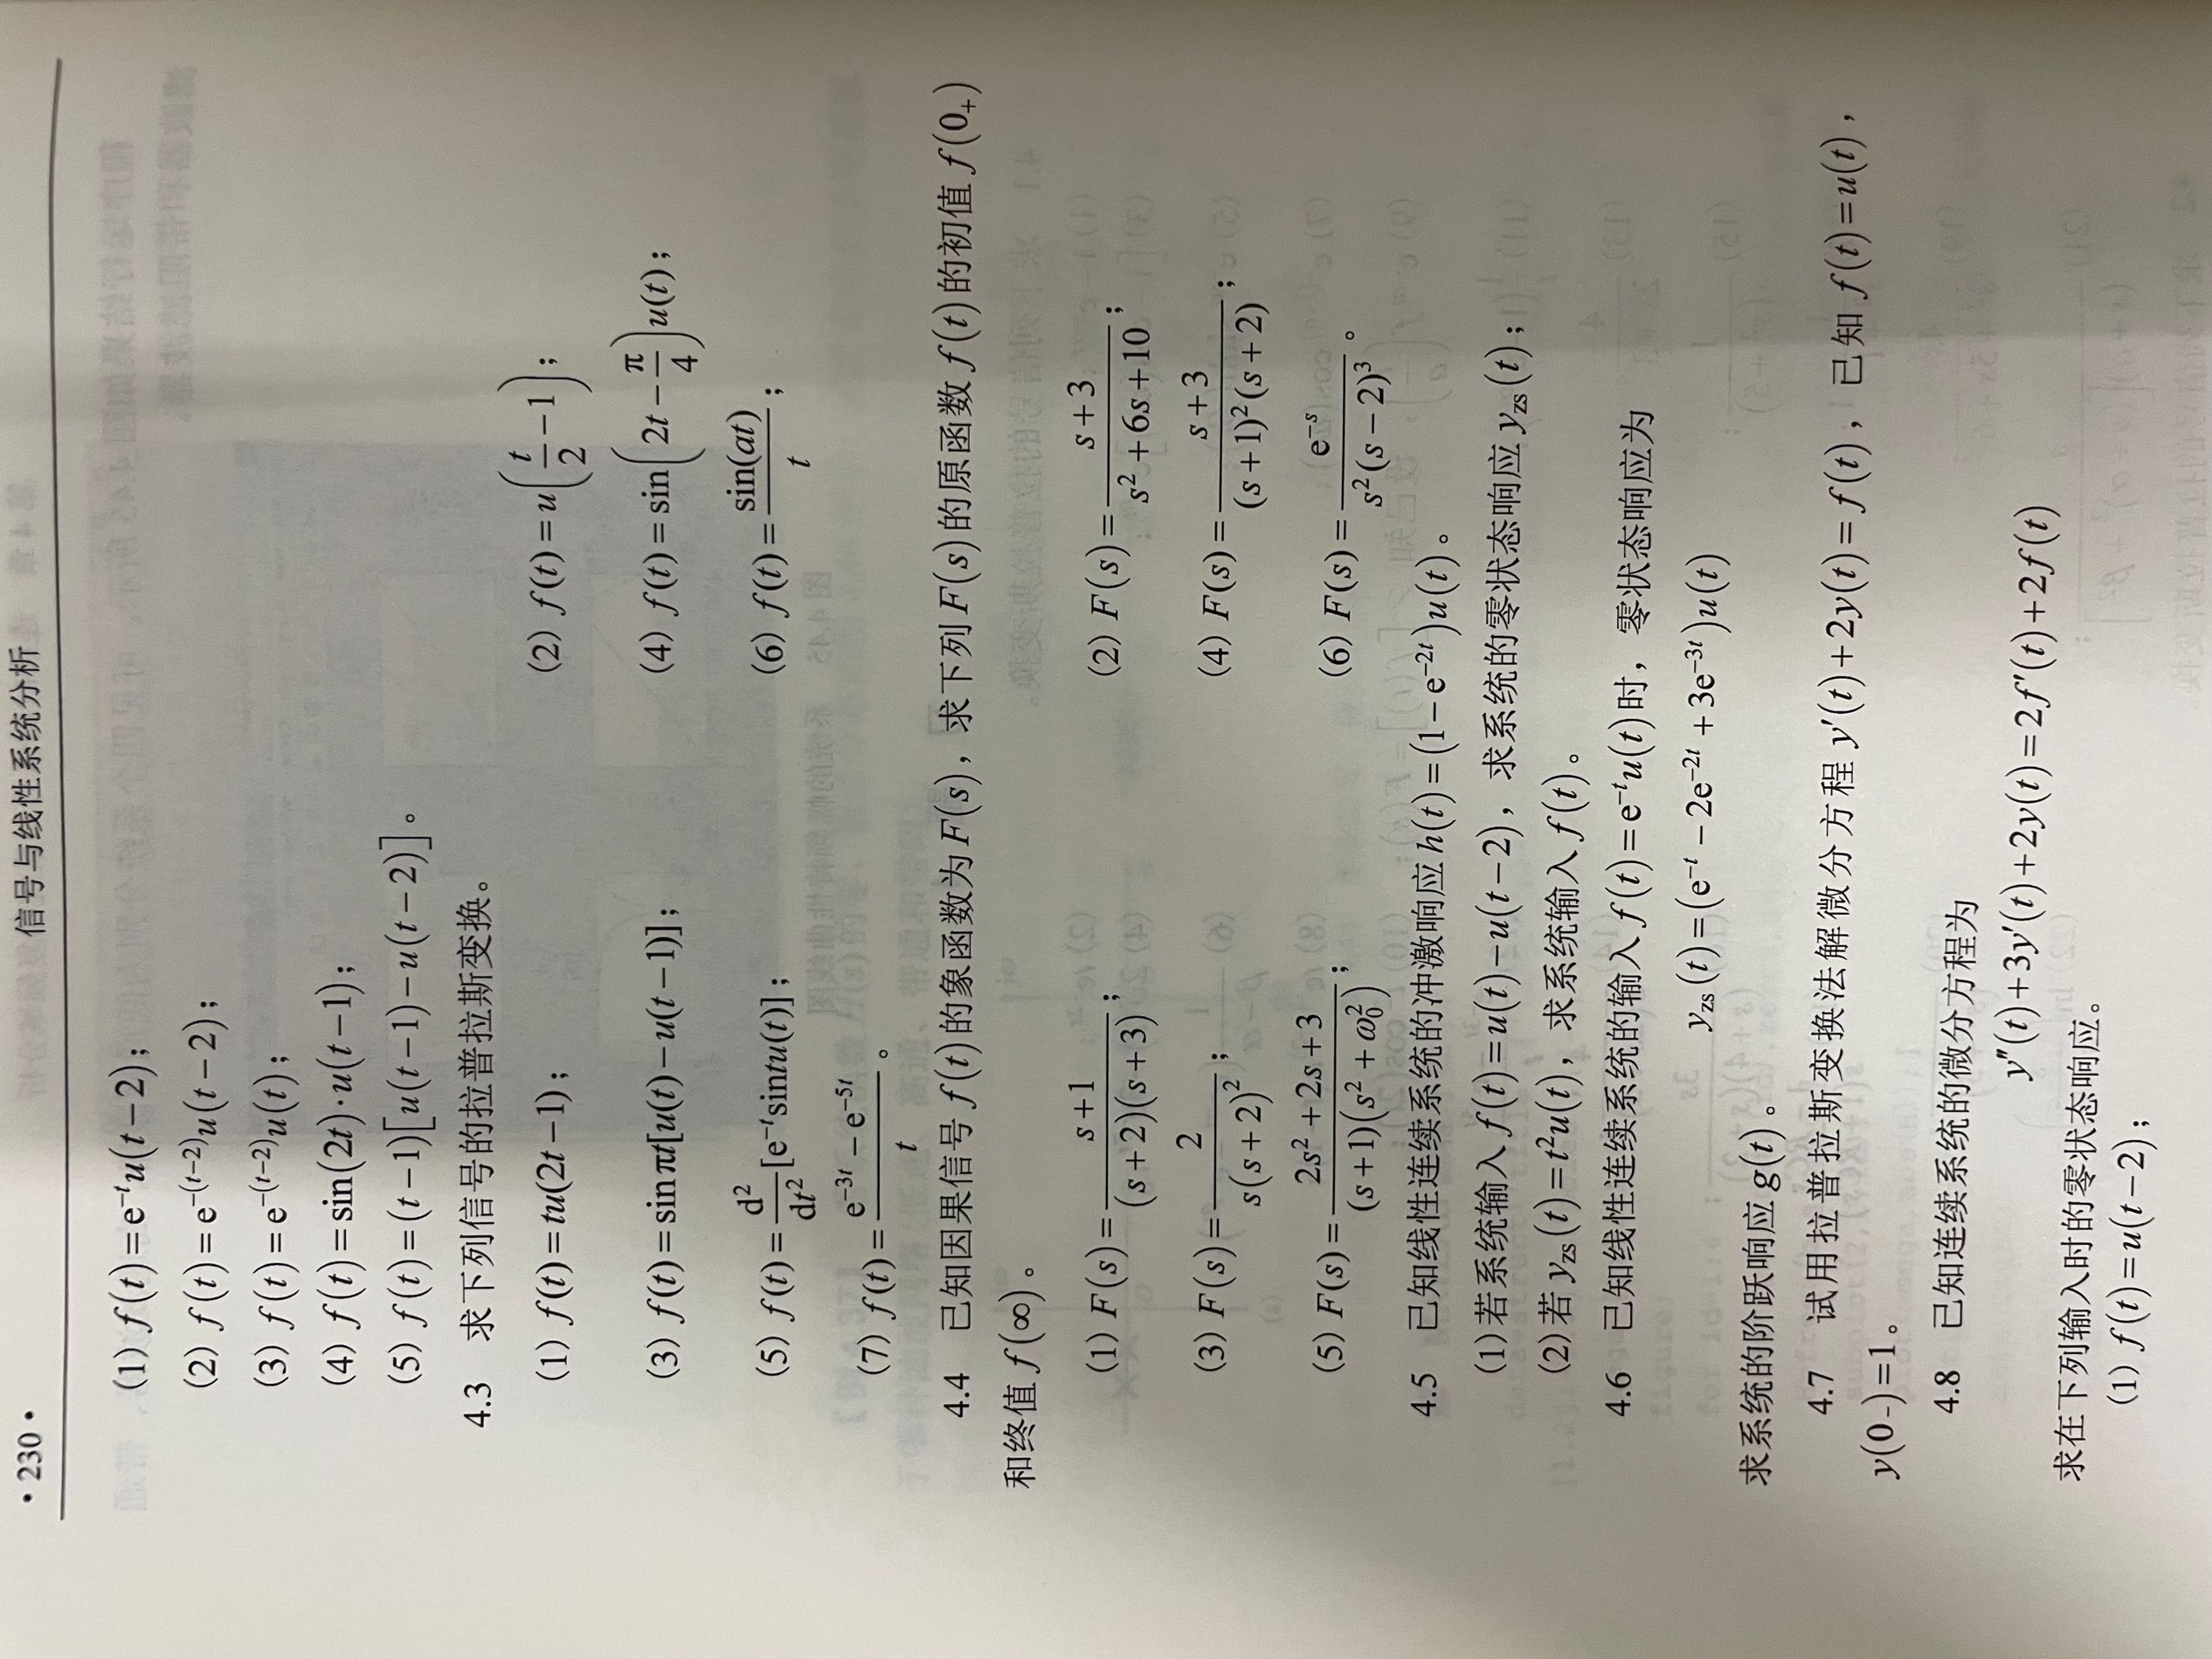 ·230· 信号与线性系统分析
(1) f(t)=e^{-t}u(t-2)；
(2) f(t)=e^{-(t-2)}u(t-2)；
(3) f(t)=e^{-(t-2)}u(t)；
(4) f(t)=sin(2t)·u(t-1)；
(5) f(t)=(t-1)[u(t-1)-u(t-2)]。
4.3 求下列信号的拉普拉斯变换。
(1) f(t)=tu(2t-1)； (2) f(t)=u(\frac{t}{2}-1)；
(3) f(t)=sin πt[u(t)-u(t-1)]； (4) f(t)=sin(2t-\frac{π}{4})u(t)；
(5) f(t)=\frac{d^2}{dt^2}[e^{-t}sintu(t)]； (6) f(t)=\frac{sin(at)}{t}；
(7) f(t)=\frac{e^{-3t}-e^{-5t}}{t}。
4.4 已知因果信号 f(t)的象函数为F(s)，求下列F(s)的原函数 f(t)的初值 f(0_+)
和终值 f(∞)。
(1) F(s)=\frac{s+1}{(s+2)(s+3)}； (2) F(s)=\frac{s+3}{s^2+6s+10}；
(3) F(s)=\frac{2}{s(s+2)^2}； (4) F(s)=\frac{s+3}{(s+1)^2(s+2)}；
(5) F(s)=\frac{2s^2+2s+3}{(s+1)(s^2+ω_0^2)}； (6) F(s)=\frac{e^{-s}}{s^2(s-2)^3}。
4.5 已知线性连续系统的冲激响应 h(t)=(1-e^{-2t})u(t)。
(1)若系统输入 f(t)=u(t)-u(t-2)，求系统的零状态响应 y_{zs}(t)；
(2)若 y_{zs}(t)=t^2u(t)，求系统输入 f(t)。
4.6 已知线性连续系统的输入 f(t)=e^{-t}u(t)时，零状态响应为
y_{zs}(t)=(e^{-t}-2e^{-2t}+3e^{-3t})u(t)
求系统的阶跃响应 g(t)。
4.7 试用拉普拉斯变换法解微分方程 y′(t)+2y(t)=f(t)，已知 f(t)=u(t)，
y(0_-)=1。
4.8 已知连续系统的微分方程为
y″(t)+3y′(t)+2y(t)=2f′(t)+2f(t)
求在下列输入时的零状态响应。
(1) f(t)=u(t-2)；